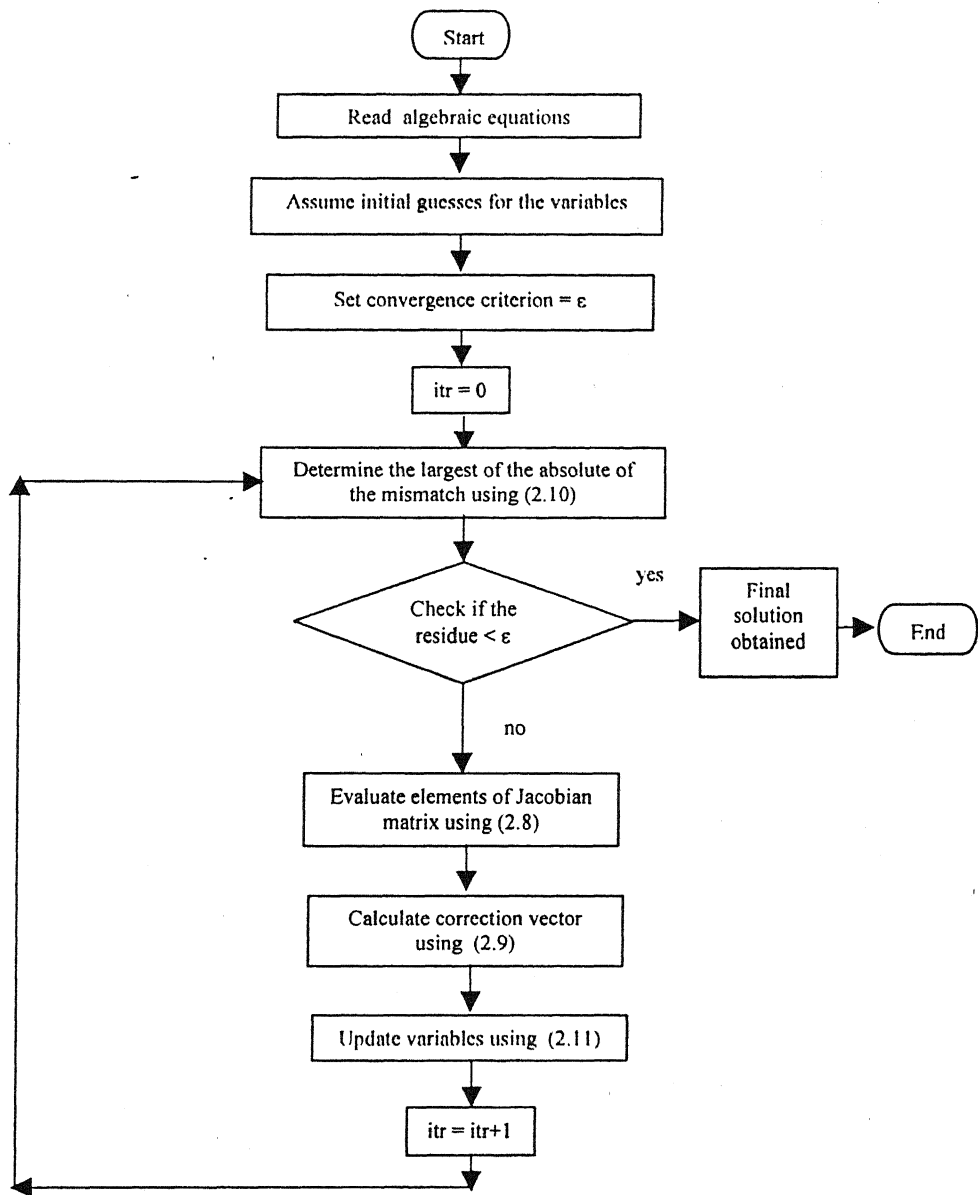 Start
Read algebraic equations
Assume initial guesses for the variables
Set convergence criterion = ε
itr = 0
Determine the largest of the absolute of
the mismatch using (2.10)
Check if the
residue < ε
yes
Final
solution
obtained
End
no
Evaluate elements of Jacobian
matrix using (2.8)
Calculate correction vector
using (2.9)
Update variables using (2.11)
itr = itr+1